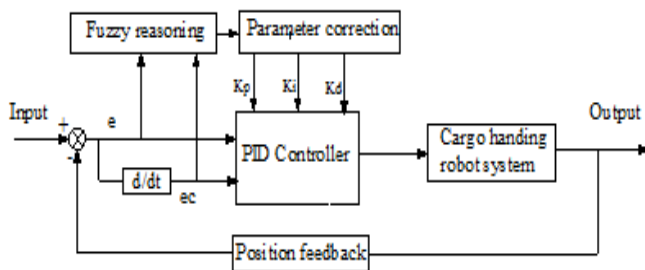 Fuzzy reasoning
Parameter correction
Kp
Ki
Kd
Input
+
e
-
d/dt
ec
PID Controller
Cargo handing
robot system
Output
Position feedback